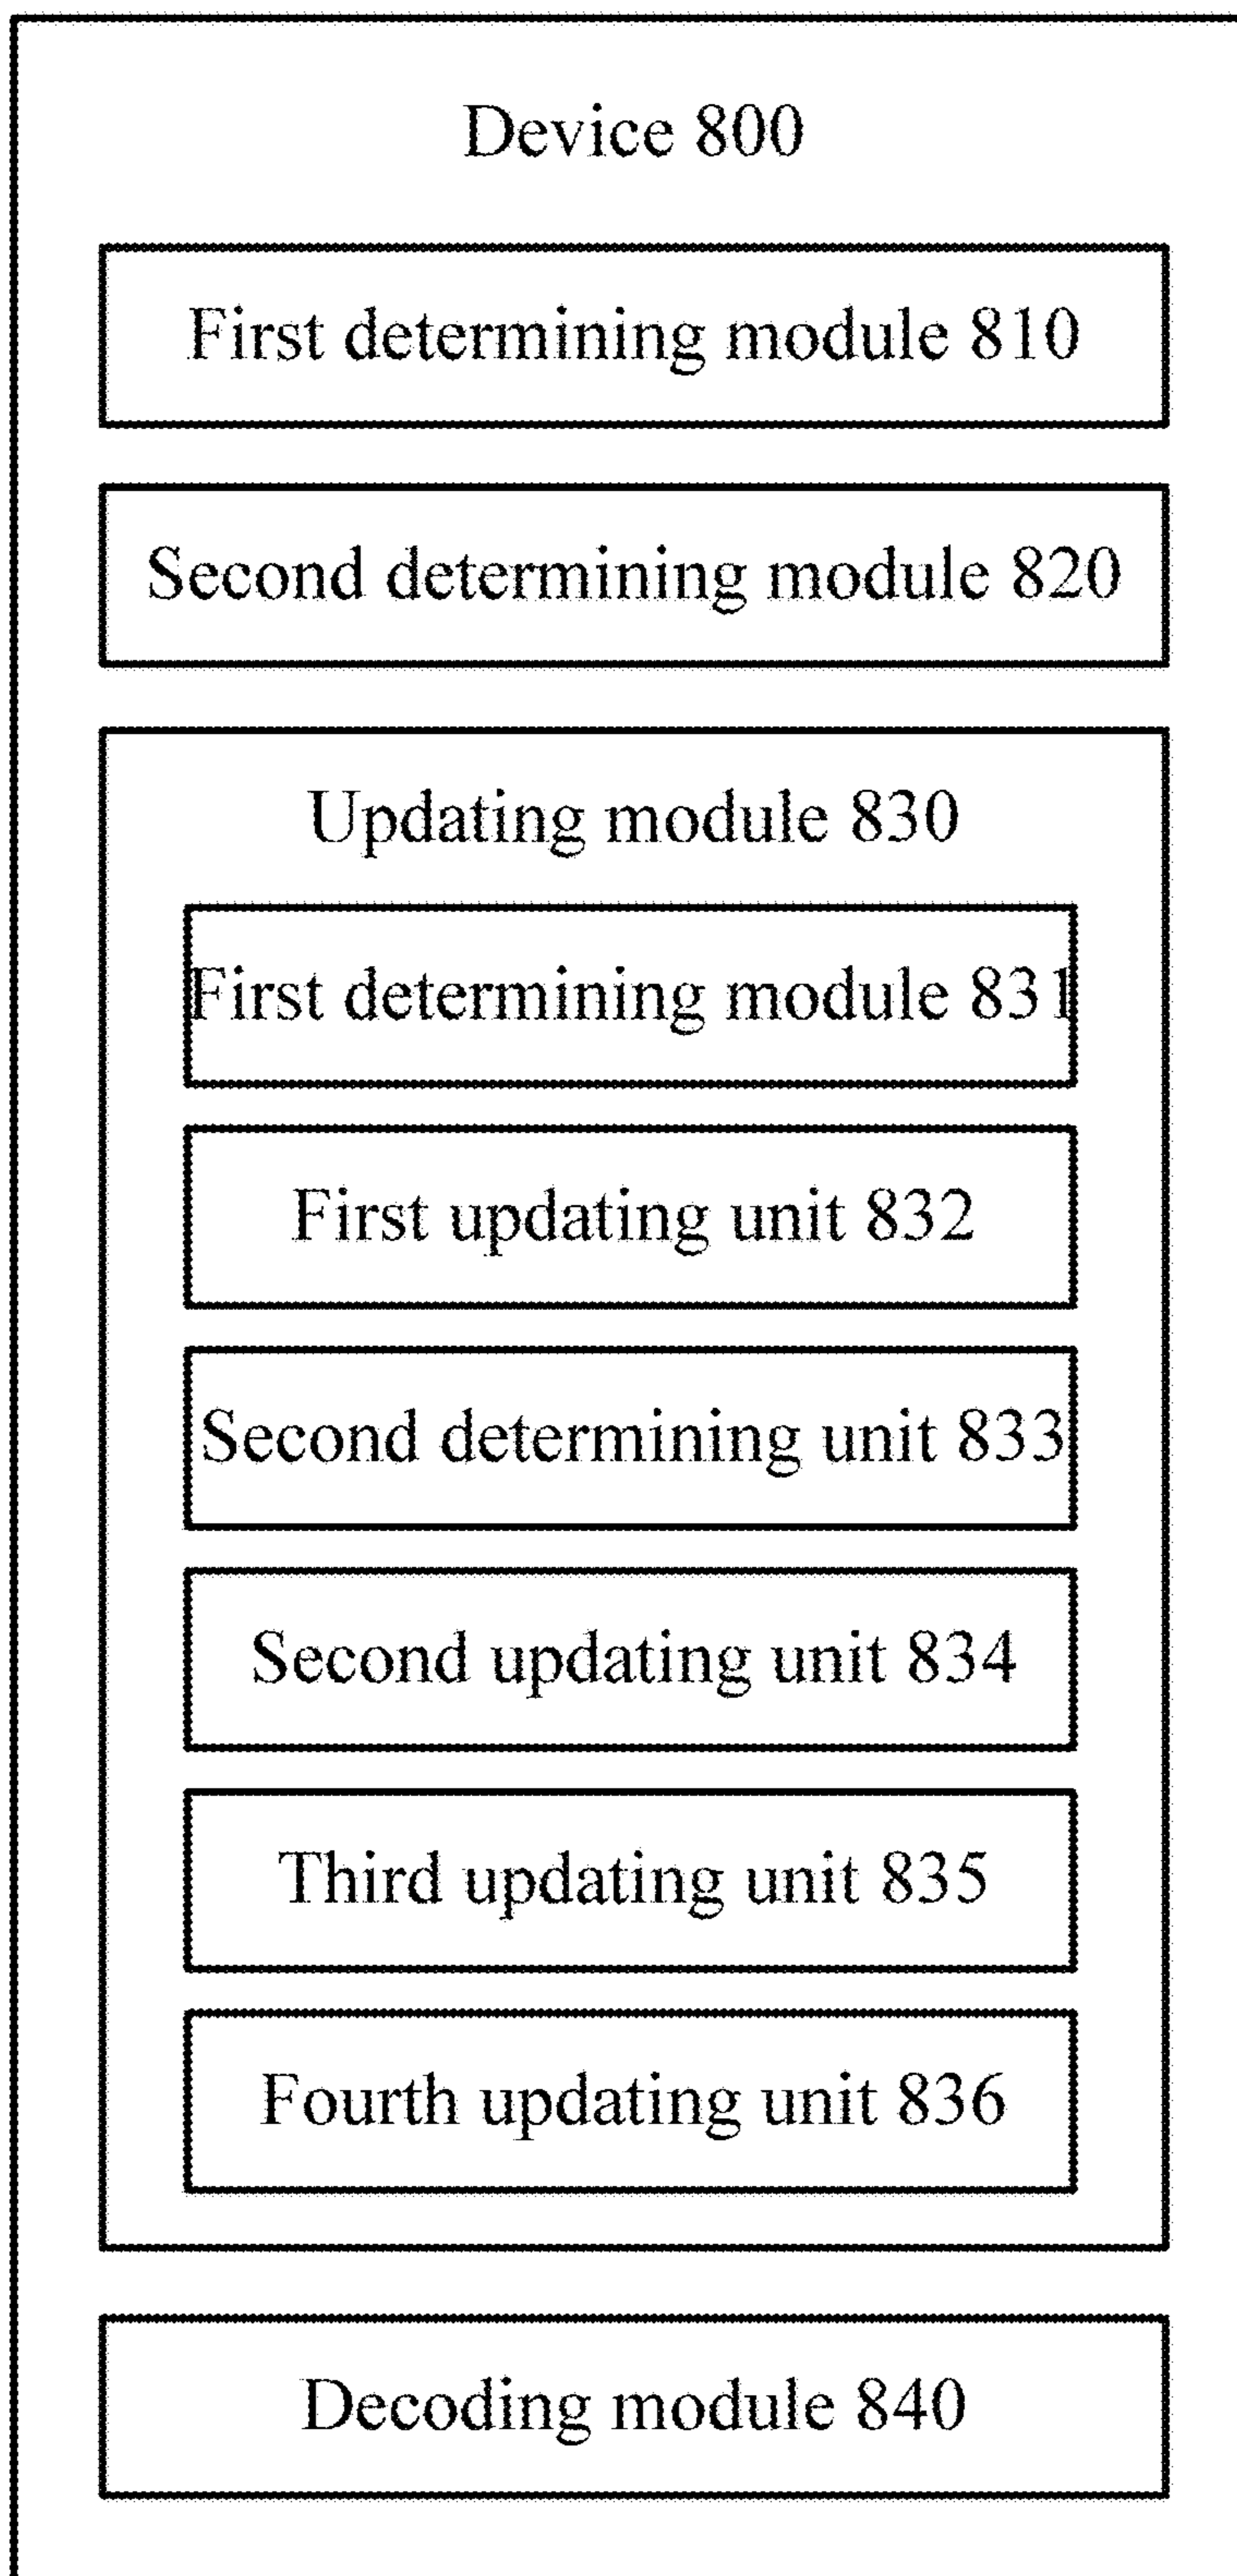 Device 800
First determining module 810
Second determining module 820
Updating module 830
First determining module 831
First updating unit 832
Second determining unit 833
Second updating unit 834
Third updating unit 835
Fourth updating unit 836
Decoding module 840